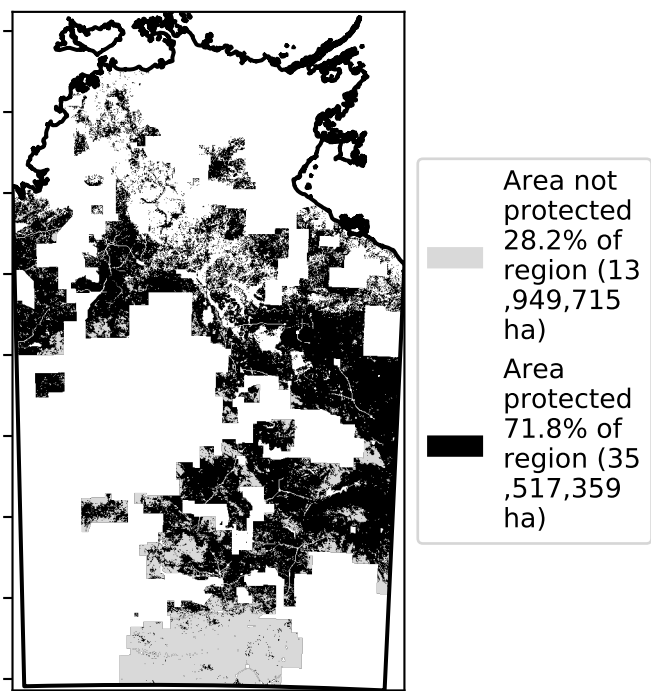 Area not
protected
28.2% of
region (13
,949,715
ha)
Area
protected
71.8% of
region (35
,517,359
ha)